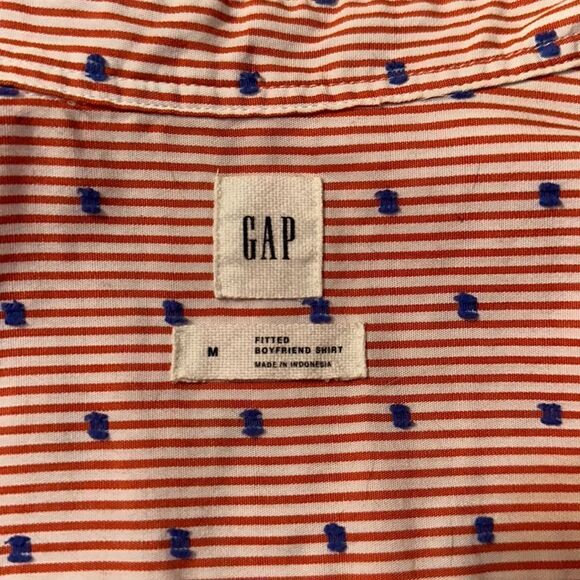 GAP
M
FITTED
BOYFRIEND SHIRT
MADE IN INDONESIA